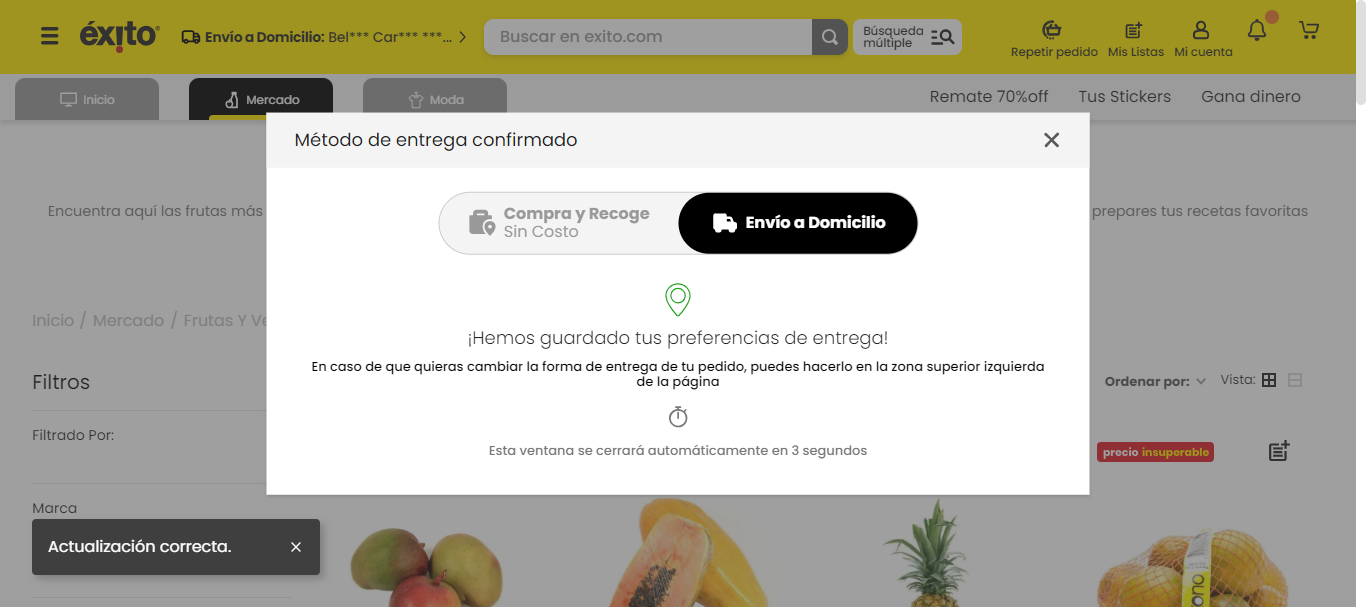 éxito
Envío a Domicilio: Bel*** Car*** ***...
Buscar en exito.com
Búsqueda
múltiple
Repetir pedido
Mis Listas
Mi cuenta
Inicio
Mercado
Moda
Remate 70%off
Tus Stickers
Gana dinero
Método de entrega confirmado
Compra y Recoge
Sin Costo
Envío a Domicilio
Encuentra aquí las frutas más
prepares tus recetas favoritas
¡Hemos guardado tus preferencias de entrega!
En caso de que quieras cambiar la forma de entrega de tu pedido, puedes hacerlo en la zona superior izquierda
de la página
Esta ventana se cerrará automáticamente en 3 segundos
Inicio / Mercado / Frutas Y Ve
Filtros
Ordenar por:
Vista:
Filtrado Por:
precio insuperable
Marca
Actualización correcta.